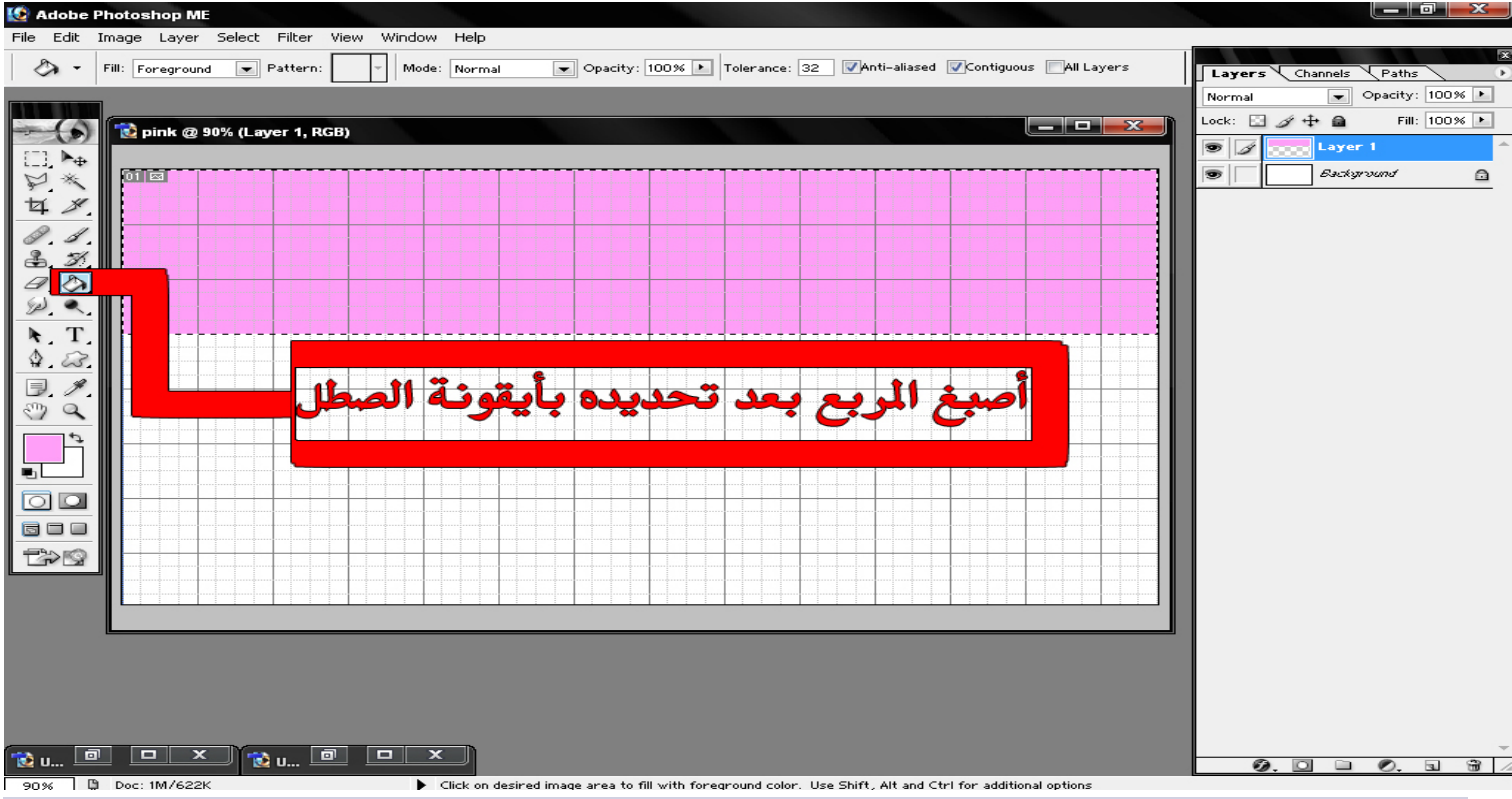 Adobe Photoshop ME
File Edit Image Layer Select Filter View Window Help
Fill: Foreground Pattern: Mode: Normal Opacity: 100% Tolerance: 32 Anti-aliased Contiguous All Layers
Layers Channels Paths
Normal Opacity: 100%
Lock: Fill: 100%
Layer 1
Background
pink @ 90% (Layer 1, RGB)
01
أصبغ المربع بعد تحديده بأيقونة الصطل
U... U...
90% Doc: 1M/622K Click on desired image area to fill with foreground color. Use Shift, Alt and Ctrl for additional options